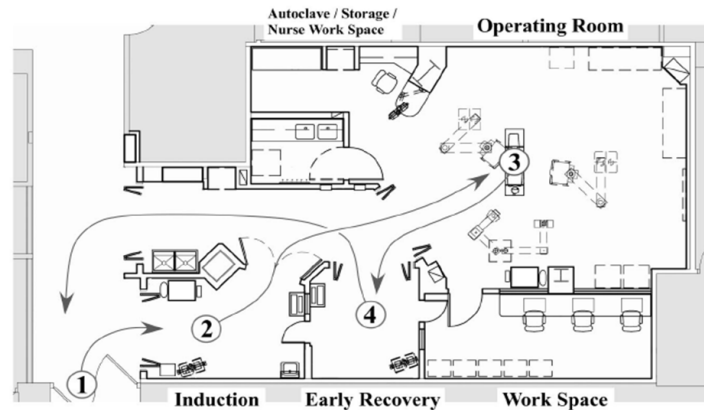 Autoclave / Storage /
Nurse Work Space
Operating Room
3
2
4
1
Induction
Early Recovery
Work Space